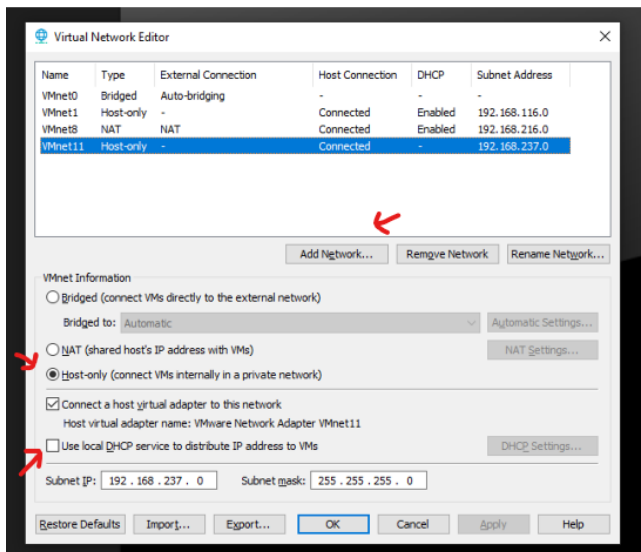 Virtual Network Editor
Name Type External Connection Host Connection DHCP Subnet Address
VMnet0 Bridged Auto-bridging - - -
VMnet1 Host-only - Connected Enabled 192.168.116.0
VMnet8 NAT NAT Connected Enabled 192.168.216.0
VMnet11 Host-only - Connected - 192.168.237.0
Add Network... Remove Network Rename Network...
VMnet Information
Bridged (connect VMs directly to the external network)
Bridged to: Automatic Automatic Settings...
NAT (shared host's IP address with VMs) NAT Settings...
Host-only (connect VMs internally in a private network)
Connect a host virtual adapter to this network
Host virtual adapter name: VMware Network Adapter VMnet11
Use local DHCP service to distribute IP address to VMs DHCP Settings...
Subnet IP: 192 . 168 . 237 . 0 Subnet mask: 255 . 255 . 255 . 0
Restore Defaults Import... Export... OK Cancel Apply Help